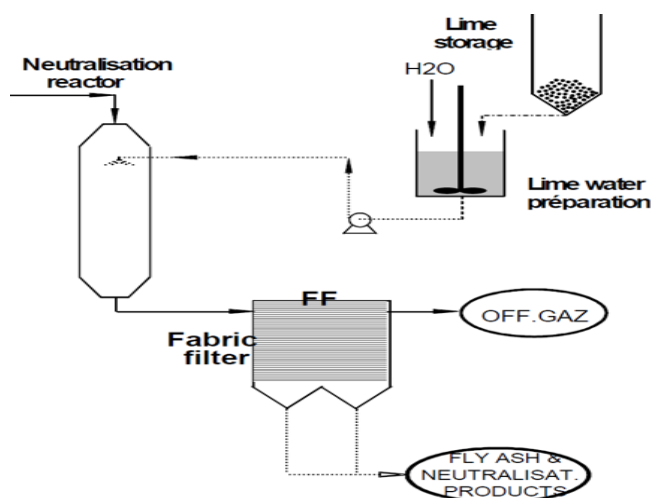 Lime
storage
Neutralisation
reactor
H2O
Lime water
préparation
FF
Fabric
filter
OFF.GAZ
FLY ASH &
NEUTRALISAT.
PRODUCTS